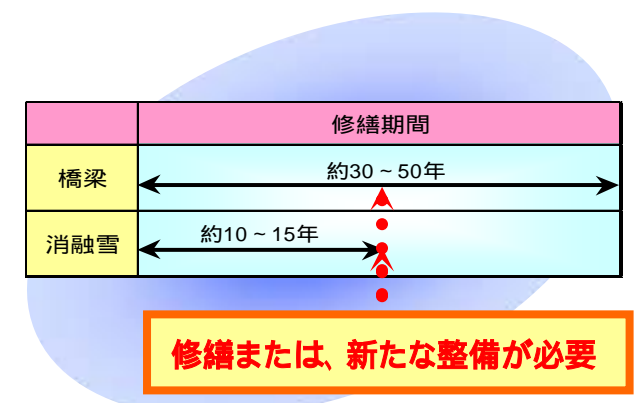 修繕期間
橋梁
約30~50年
消融雪
約10~15年
修繕または、新たな整備が必要